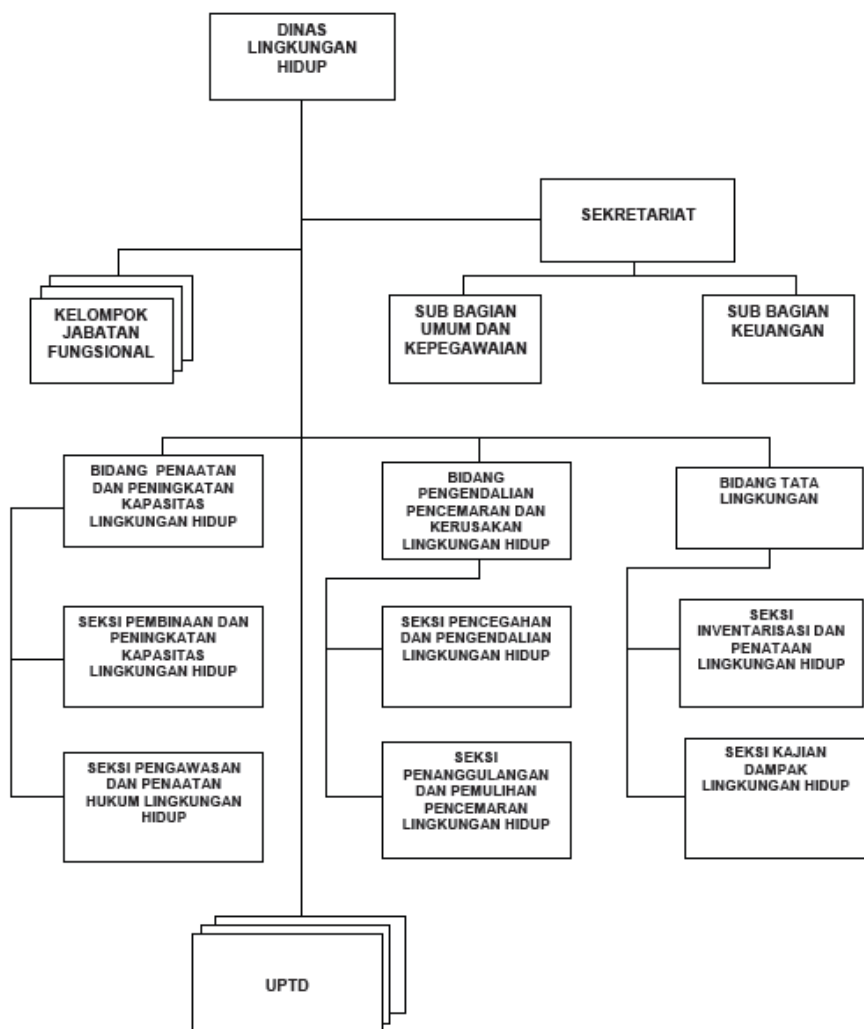 DINAS
LINGKUNGAN
HIDUP
SEKRETARIAT
KELOMPOK
JABATAN
FUNGSIONAL
SUB BAGIAN
UMUM DAN
KEPEGAWAIAN
SUB BAGIAN
KEUANGAN
BIDANG PENAATAN
DAN PENINGKATAN
KAPASITAS
LINGKUNGAN HIDUP
BIDANG
PENGENDALIAN
PENCEMARAN DAN
KERUSAKAN
LINGKUNGAN HIDUP
BIDANG TATA
LINGKUNGAN
SEKSI PEMBINAAN DAN
PENINGKATAN
KAPASITAS
LINGKUNGAN HIDUP
SEKSI PENCEGAHAN
DAN PENGENDALIAN
LINGKUNGAN HIDUP
SEKSI
INVENTARISASI DAN
PENATAAN
LINGKUNGAN HIDUP
SEKSI PENGAWASAN
DAN PENAATAN
HUKUM LINGKUNGAN
HIDUP
SEKSI
PENANGGULANGAN
DAN PEMULIHAN
PENCEMARAN
LINGKUNGAN HIDUP
SEKSI KAJIAN
DAMPAK
LINGKUNGAN HIDUP
UPTD